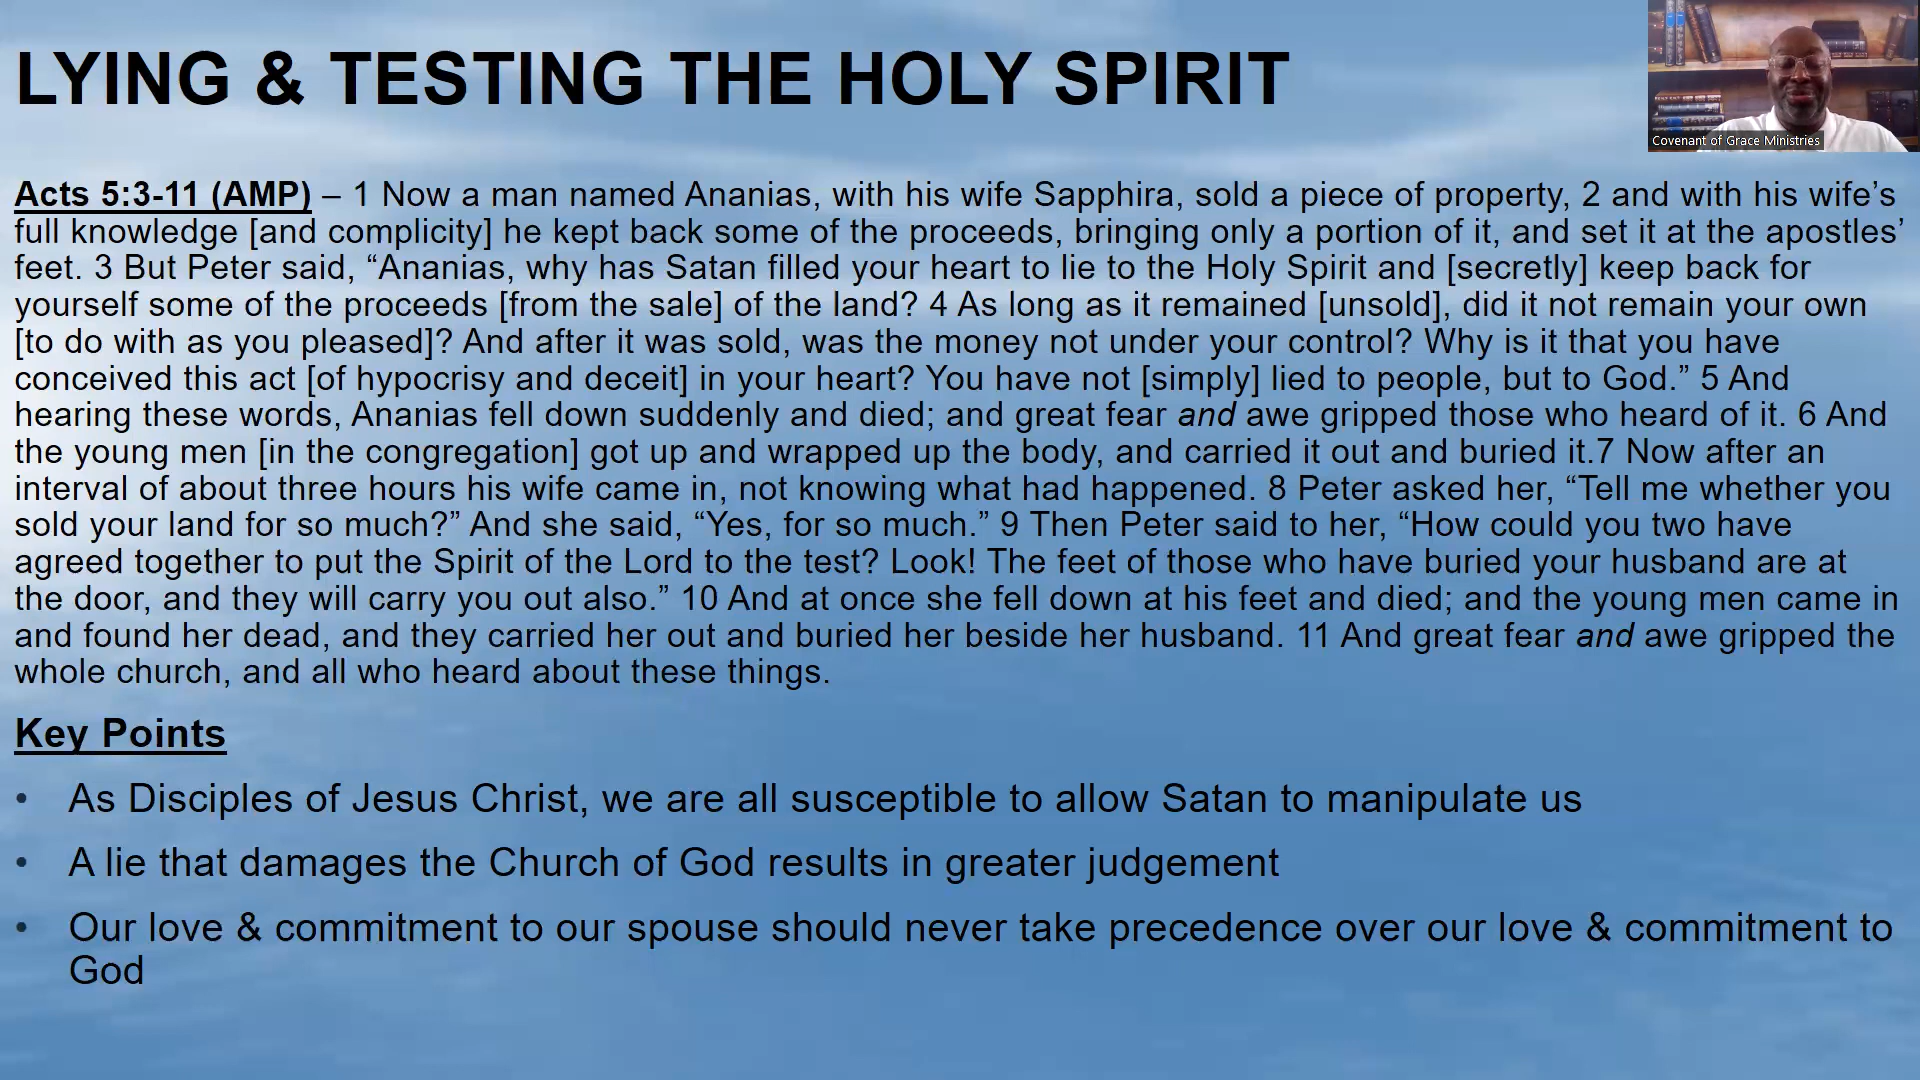 LYING & TESTING THE HOLY SPIRIT
Covenant of Grace Ministries
Acts 5:3-11 (AMP) – 1 Now a man named Ananias, with his wife Sapphira, sold a piece of property, 2 and with his wife’s
full knowledge [and complicity] he kept back some of the proceeds, bringing only a portion of it, and set it at the apostles’
feet. 3 But Peter said, “Ananias, why has Satan filled your heart to lie to the Holy Spirit and [secretly] keep back for
yourself some of the proceeds [from the sale] of the land? 4 As long as it remained [unsold], did it not remain your own
[to do with as you pleased]? And after it was sold, was the money not under your control? Why is it that you have
conceived this act [of hypocrisy and deceit] in your heart? You have not [simply] lied to people, but to God.” 5 And
hearing these words, Ananias fell down suddenly and died; and great fear and awe gripped those who heard of it. 6 And
the young men [in the congregation] got up and wrapped up the body, and carried it out and buried it.7 Now after an
interval of about three hours his wife came in, not knowing what had happened. 8 Peter asked her, “Tell me whether you
sold your land for so much?” And she said, “Yes, for so much.” 9 Then Peter said to her, “How could you two have
agreed together to put the Spirit of the Lord to the test? Look! The feet of those who have buried your husband are at
the door, and they will carry you out also.” 10 And at once she fell down at his feet and died; and the young men came in
and found her dead, and they carried her out and buried her beside her husband. 11 And great fear and awe gripped the
whole church, and all who heard about these things.
Key Points
• As Disciples of Jesus Christ, we are all susceptible to allow Satan to manipulate us
• A lie that damages the Church of God results in greater judgement
• Our love & commitment to our spouse should never take precedence over our love & commitment to
God